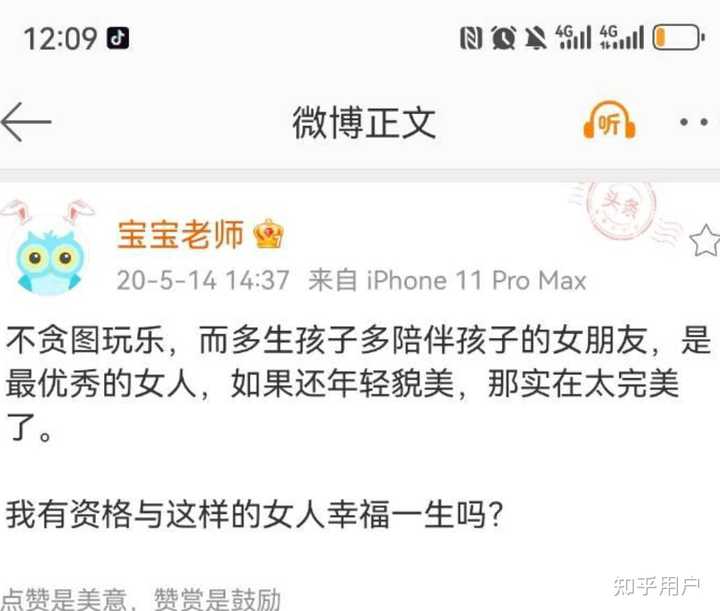 12:09
4G 4G
微博正文
听
头条
宝宝老师
20-5-14 14:37 来自 iPhone 11 Pro Max
不贪图玩乐，而多生孩子多陪伴孩子的女朋友，是
最优秀的女人，如果还年轻貌美，那实在太完美
了。
我有资格与这样的女人幸福一生吗？
点赞是美意，赞赏是鼓励
知乎用户